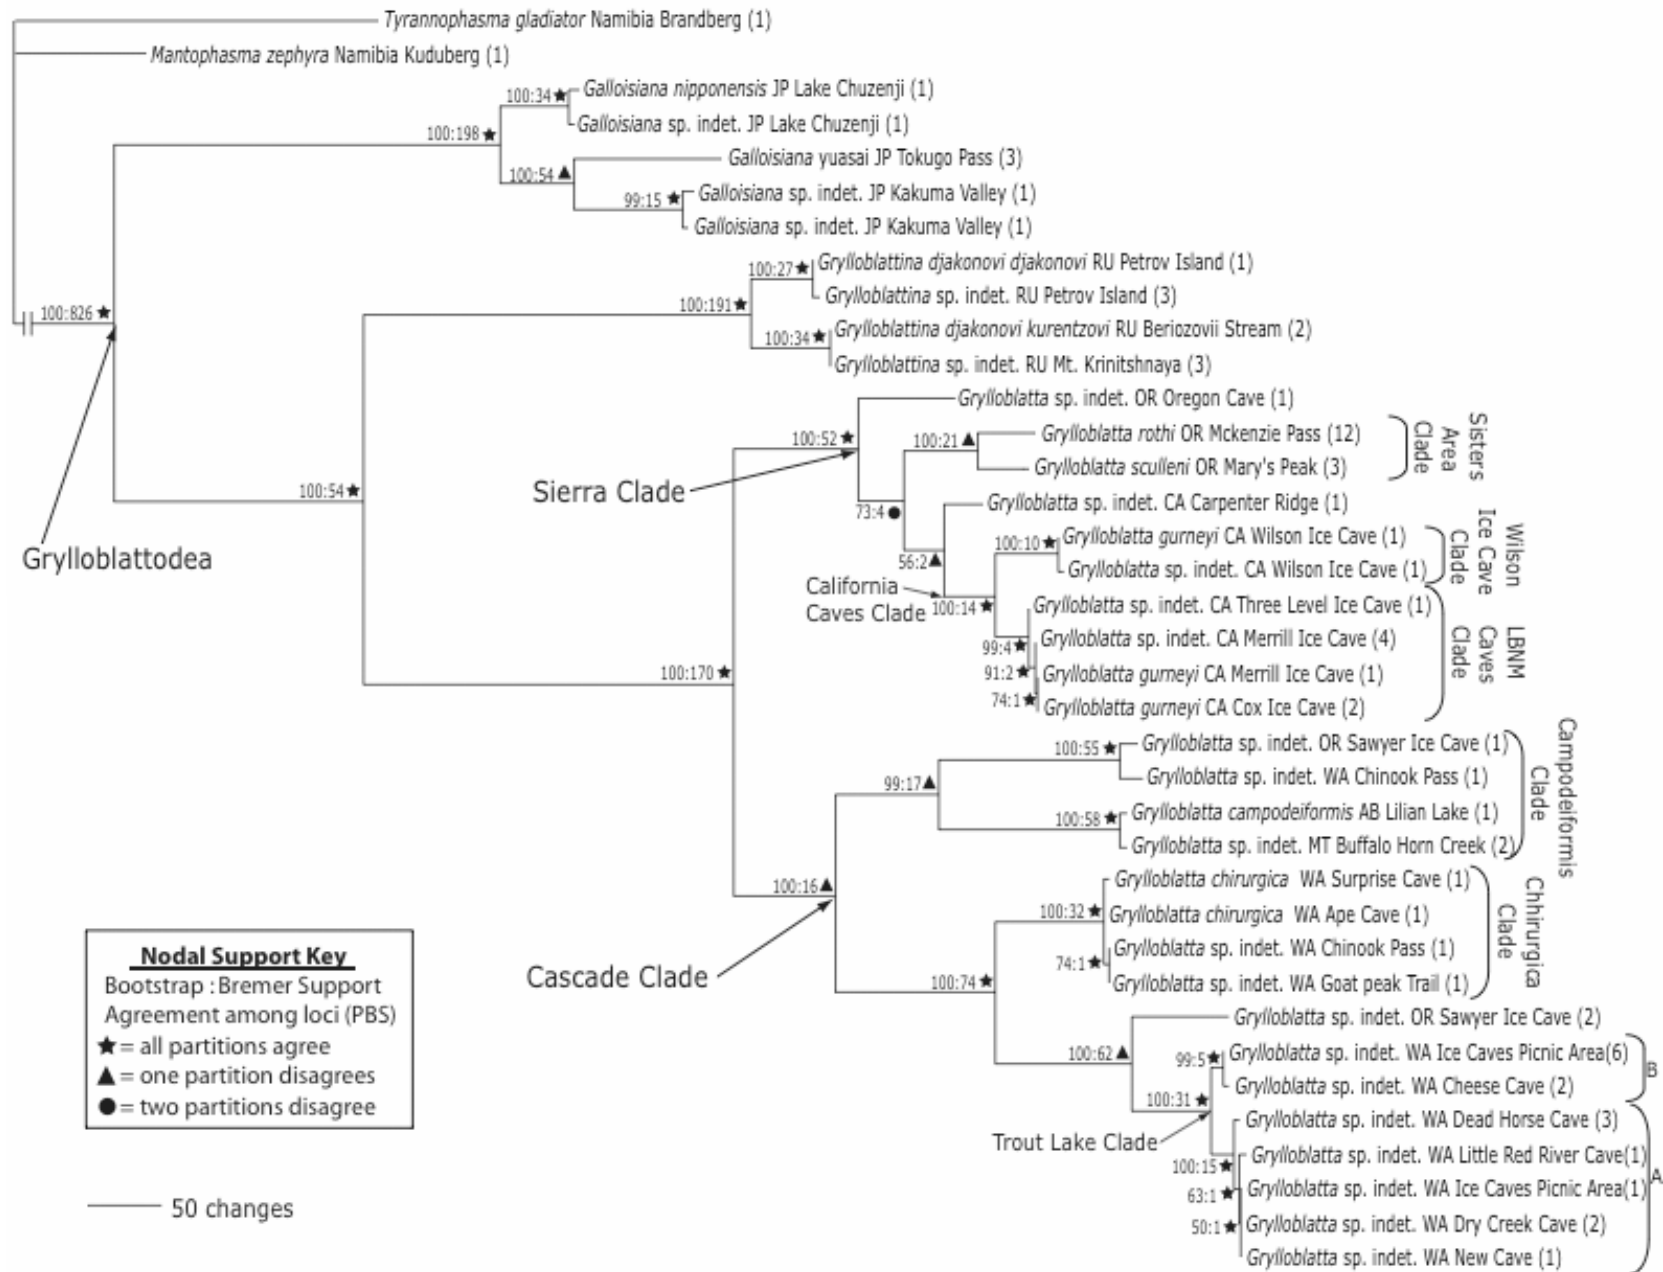 Tyrannophasma gladiator Namibia Brandberg (1)
Mantophasma zephyra Namibia Kuduberg (1)
100:34
Galloisiana nipponensis JP Lake Chuzenji (1)
Galloisiana sp. indet. JP Lake Chuzenji (1)
100:198
Galloisiana yuasai JP Tokugo Pass (3)
100:54
99:15
Galloisiana sp. indet. JP Kakuma Valley (1)
Galloisiana sp. indet. JP Kakuma Valley (1)
100:27
Grylloblattina djakonovi djakonovi RU Petrov Island (1)
Grylloblattina sp. indet. RU Petrov Island (3)
100:826
100:191
100:34
Grylloblattina djakonovi kurentzovi RU Beriozovii Stream (2)
Grylloblattina sp. indet. RU Mt. Krinitshnaya (3)
Grylloblatta sp. indet. OR Oregon Cave (1)
100:52
100:21
Grylloblatta rothi OR Mckenzie Pass (12)
Grylloblatta sculleni OR Mary's Peak (3)
Sisters
Area
Clade
Sierra Clade
100:54
73:4
Grylloblatta sp. indet. CA Carpenter Ridge (1)
Grylloblattodea
100:10
Grylloblatta gurneyi CA Wilson Ice Cave (1)
Grylloblatta sp. indet. CA Wilson Ice Cave (1)
Wilson
Ice Cave
Clade
56:2
California
Caves Clade
100:14
Grylloblatta sp. indet. CA Three Level Ice Cave (1)
Grylloblatta sp. indet. CA Merrill Ice Cave (4)
99:4
91:2
Grylloblatta gurneyi CA Merrill Ice Cave (1)
74:1
Grylloblatta gurneyi CA Cox Ice Cave (2)
LBNM
Caves
Clade
100:170
100:55
Grylloblatta sp. indet. OR Sawyer Ice Cave (1)
Grylloblatta sp. indet. WA Chinook Pass (1)
99:17
100:58
Grylloblatta campodeiformis AB Lilian Lake (1)
Grylloblatta sp. indet. MT Buffalo Horn Creek (2)
Campodeiformis
Clade
100:16
Grylloblatta chirurgica WA Surprise Cave (1)
100:32
Grylloblatta chirurgica WA Ape Cave (1)
Grylloblatta sp. indet. WA Chinook Pass (1)
74:1
Grylloblatta sp. indet. WA Goat peak Trail (1)
Chhirurgica
Clade
Cascade Clade
100:74
Grylloblatta sp. indet. OR Sawyer Ice Cave (2)
100:62
99:5
Grylloblatta sp. indet. WA Ice Caves Picnic Area(6)
Grylloblatta sp. indet. WA Cheese Cave (2)
B
100:31
Trout Lake Clade
Grylloblatta sp. indet. WA Dead Horse Cave (3)
Grylloblatta sp. indet. WA Little Red River Cave(1)
100:15
63:1
Grylloblatta sp. indet. WA Ice Caves Picnic Area(1)
50:1
Grylloblatta sp. indet. WA Dry Creek Cave (2)
Grylloblatta sp. indet. WA New Cave (1)
A
Nodal Support Key
Bootstrap : Bremer Support
Agreement among loci (PBS)
★ = all partitions agree
▲ = one partition disagrees
● = two partitions disagree
50 changes